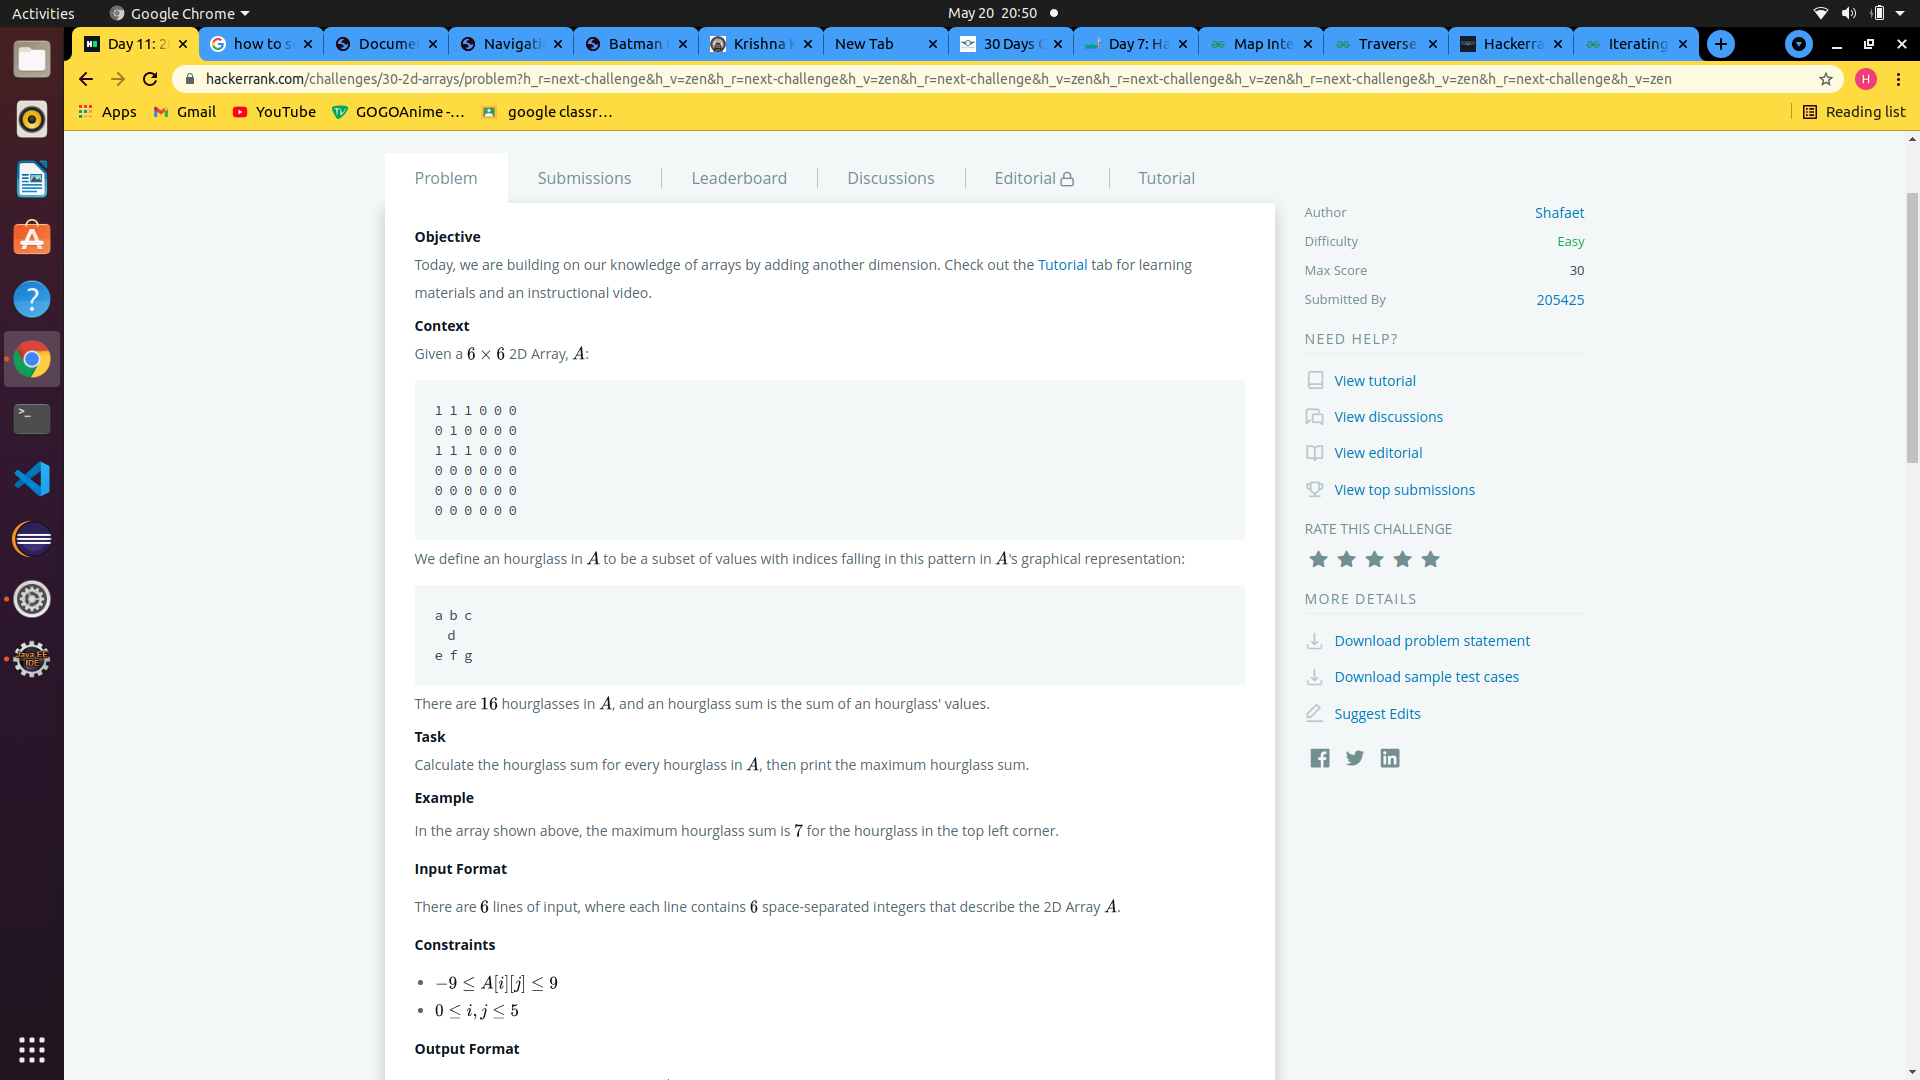 Activities
Google Chrome
May 20 20:50
Day 11: 2
how to s
Docume
Navigati
Batman
Krishna
New Tab
30 Days
Day 7: Ha
Map Inte
Traverse
Hackerra
Iterating
hackerrank.com/challenges/30-2d-arrays/problem?h_r=next-challenge&h_v=zen&h_r=next-challenge&h_v=zen&h_r=next-challenge&h_v=zen&h_r=next-challenge&h_v=zen&h_r=next-challenge&h_v=zen&h_r=next-challenge&h_v=zen&h_r=next-challenge&h_v=zen
H
Apps
Gmail
YouTube
GOGOAnime -...
google classr...
Reading list
Problem
Submissions
Leaderboard
Discussions
Editorial
Tutorial
Objective
Today, we are building on our knowledge of arrays by adding another dimension. Check out the Tutorial tab for learning
materials and an instructional video.
Context
Given a 6 × 6 2D Array, A:
1 1 1 0 0 0
0 1 0 0 0 0
1 1 1 0 0 0
0 0 0 0 0 0
0 0 0 0 0 0
0 0 0 0 0 0
We define an hourglass in A to be a subset of values with indices falling in this pattern in A's graphical representation:
a b c
d
e f g
There are 16 hourglasses in A, and an hourglass sum is the sum of an hourglass' values.
Task
Calculate the hourglass sum for every hourglass in A, then print the maximum hourglass sum.
Example
In the array shown above, the maximum hourglass sum is 7 for the hourglass in the top left corner.
Input Format
There are 6 lines of input, where each line contains 6 space-separated integers that describe the 2D Array A.
Constraints
• −9 ≤ A[i][j] ≤ 9
• 0 ≤ i, j ≤ 5
Output Format
Author
Shafaet
Difficulty
Easy
Max Score
30
Submitted By
205425
NEED HELP?
View tutorial
View discussions
View editorial
View top submissions
RATE THIS CHALLENGE
MORE DETAILS
Download problem statement
Download sample test cases
Suggest Edits
Java EE
IDE